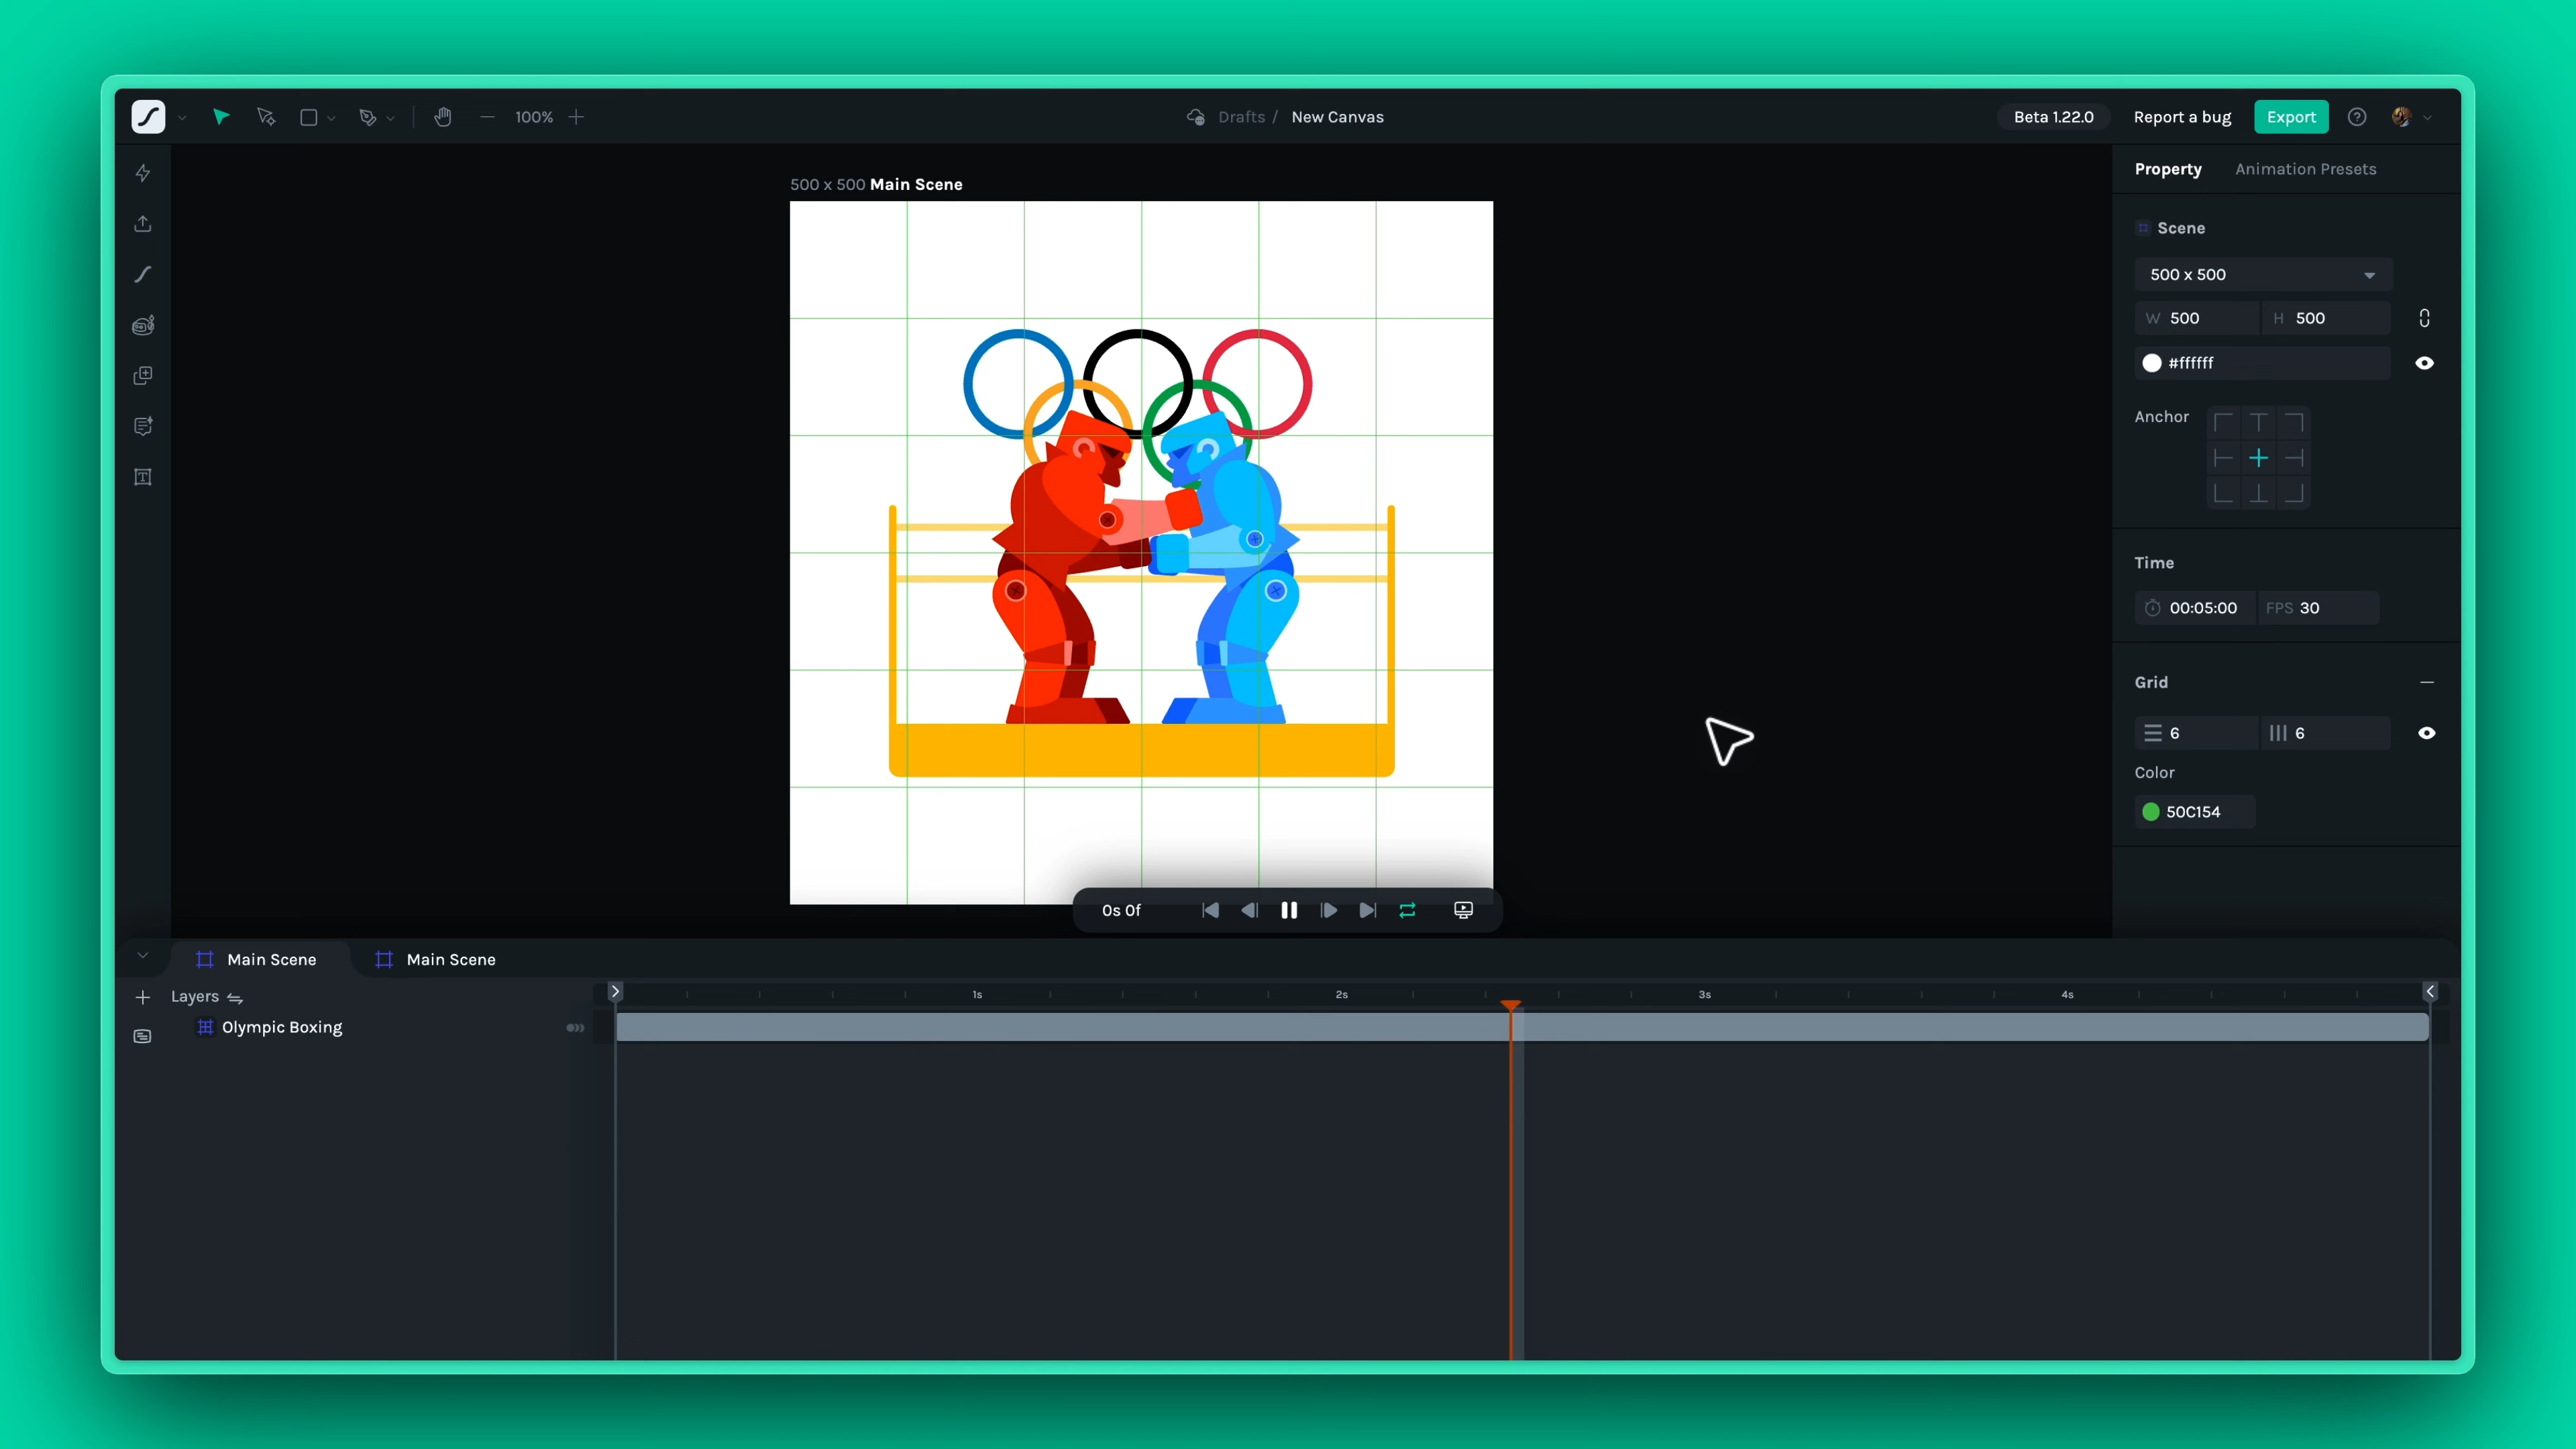 100%
Drafts / New Canvas
Beta 1.22.0
Report a bug
Export
500 x 500 Main Scene
Property
Animation Presets
Scene
500 x 500
W 500
H 500
#ffffff
Anchor
Time
00:05:00
FPS 30
Grid
6
6
Color
50C154
0s 0f
Main Scene
Main Scene
Layers
1s
2s
3s
4s
Olympic Boxing